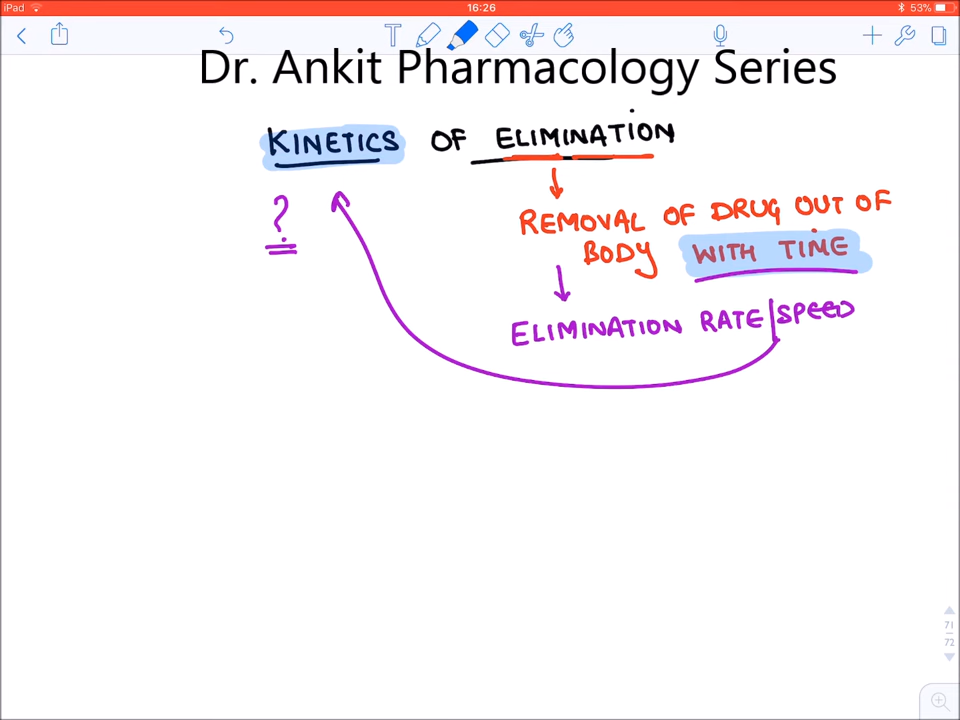 iPad 16:26 53%
T
Dr. Ankit Pharmacology Series
KINETICS OF ELIMINATION
?
REMOVAL OF DRUG OUT OF
BODY WITH TIME
ELIMINATION RATE|SPEED
71
72